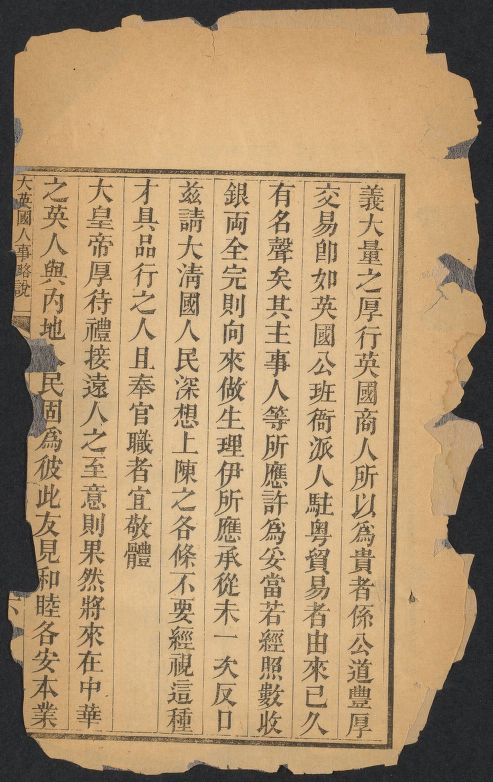 義大量之厚行英國商人所以為貴者係公道豐厚
交易卽如英國公班衙派人駐粵貿易者由來已久
有名聲矣其主事人等所應許為妥當若經照數收
銀両全完則向來做生理伊所應承從未一次反口
兹請大淸國人民深想上陳之各條不要經視這種
才具品行之人且奉官職者宜敬體
大皇帝厚待禮接遠人之至意則果然將來在中華
之英人與內地人民固為彼此友見和睦各安本業
大英國人事略說
六